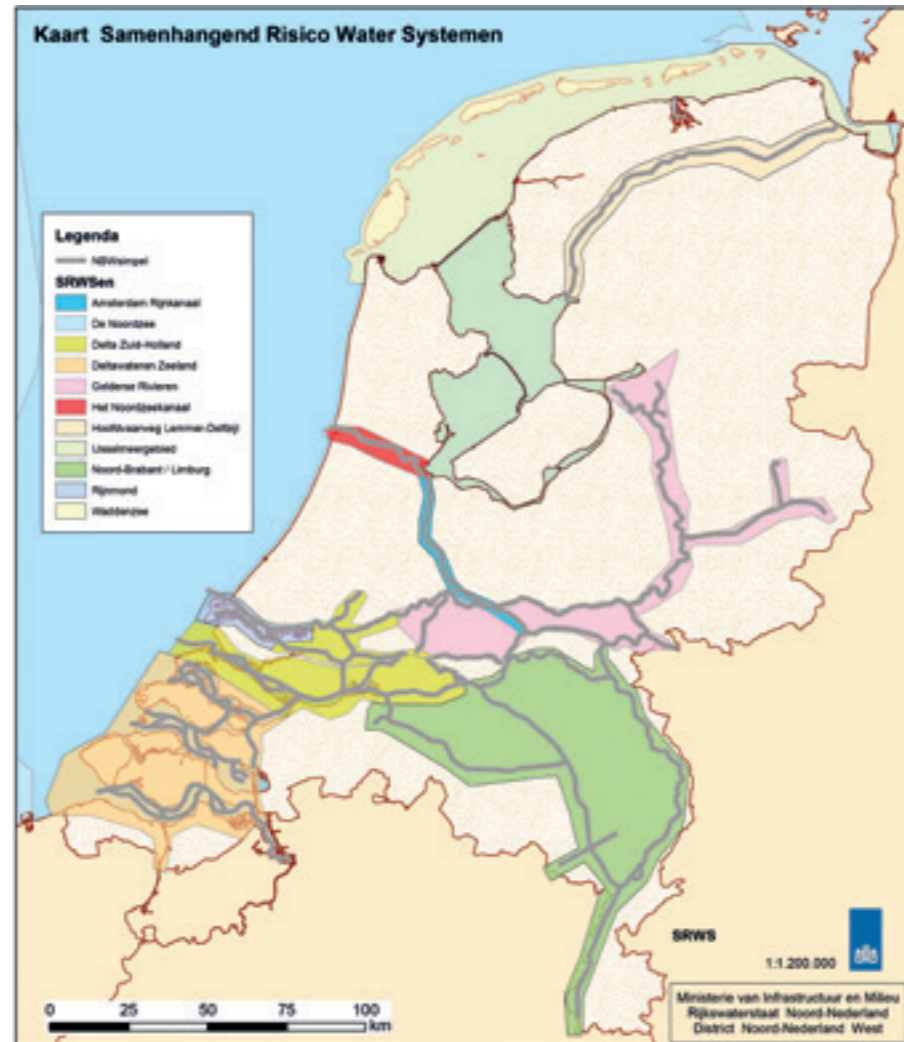 Kaart Samenhangend Risico Water Systemen
Legenda
NBWsimpel
SRWSen
Amsterdam Rijnkanaal
De Noordzee
Delta Zuid-Holland
Deltawateren Zeeland
Gelderse Rivieren
Het Noordzeekanaal
Hoofdvaarweg Lemmer-Delfzijl
IJsselmeergebied
Noord-Brabant / Limburg
Rijnmond
Waddenzee
SRWS
1:1.200.000
0 25 50 75 100
km
Ministerie van Infrastructuur en Milieu
Rijkswaterstaat Noord-Nederland
District Noord-Nederland West